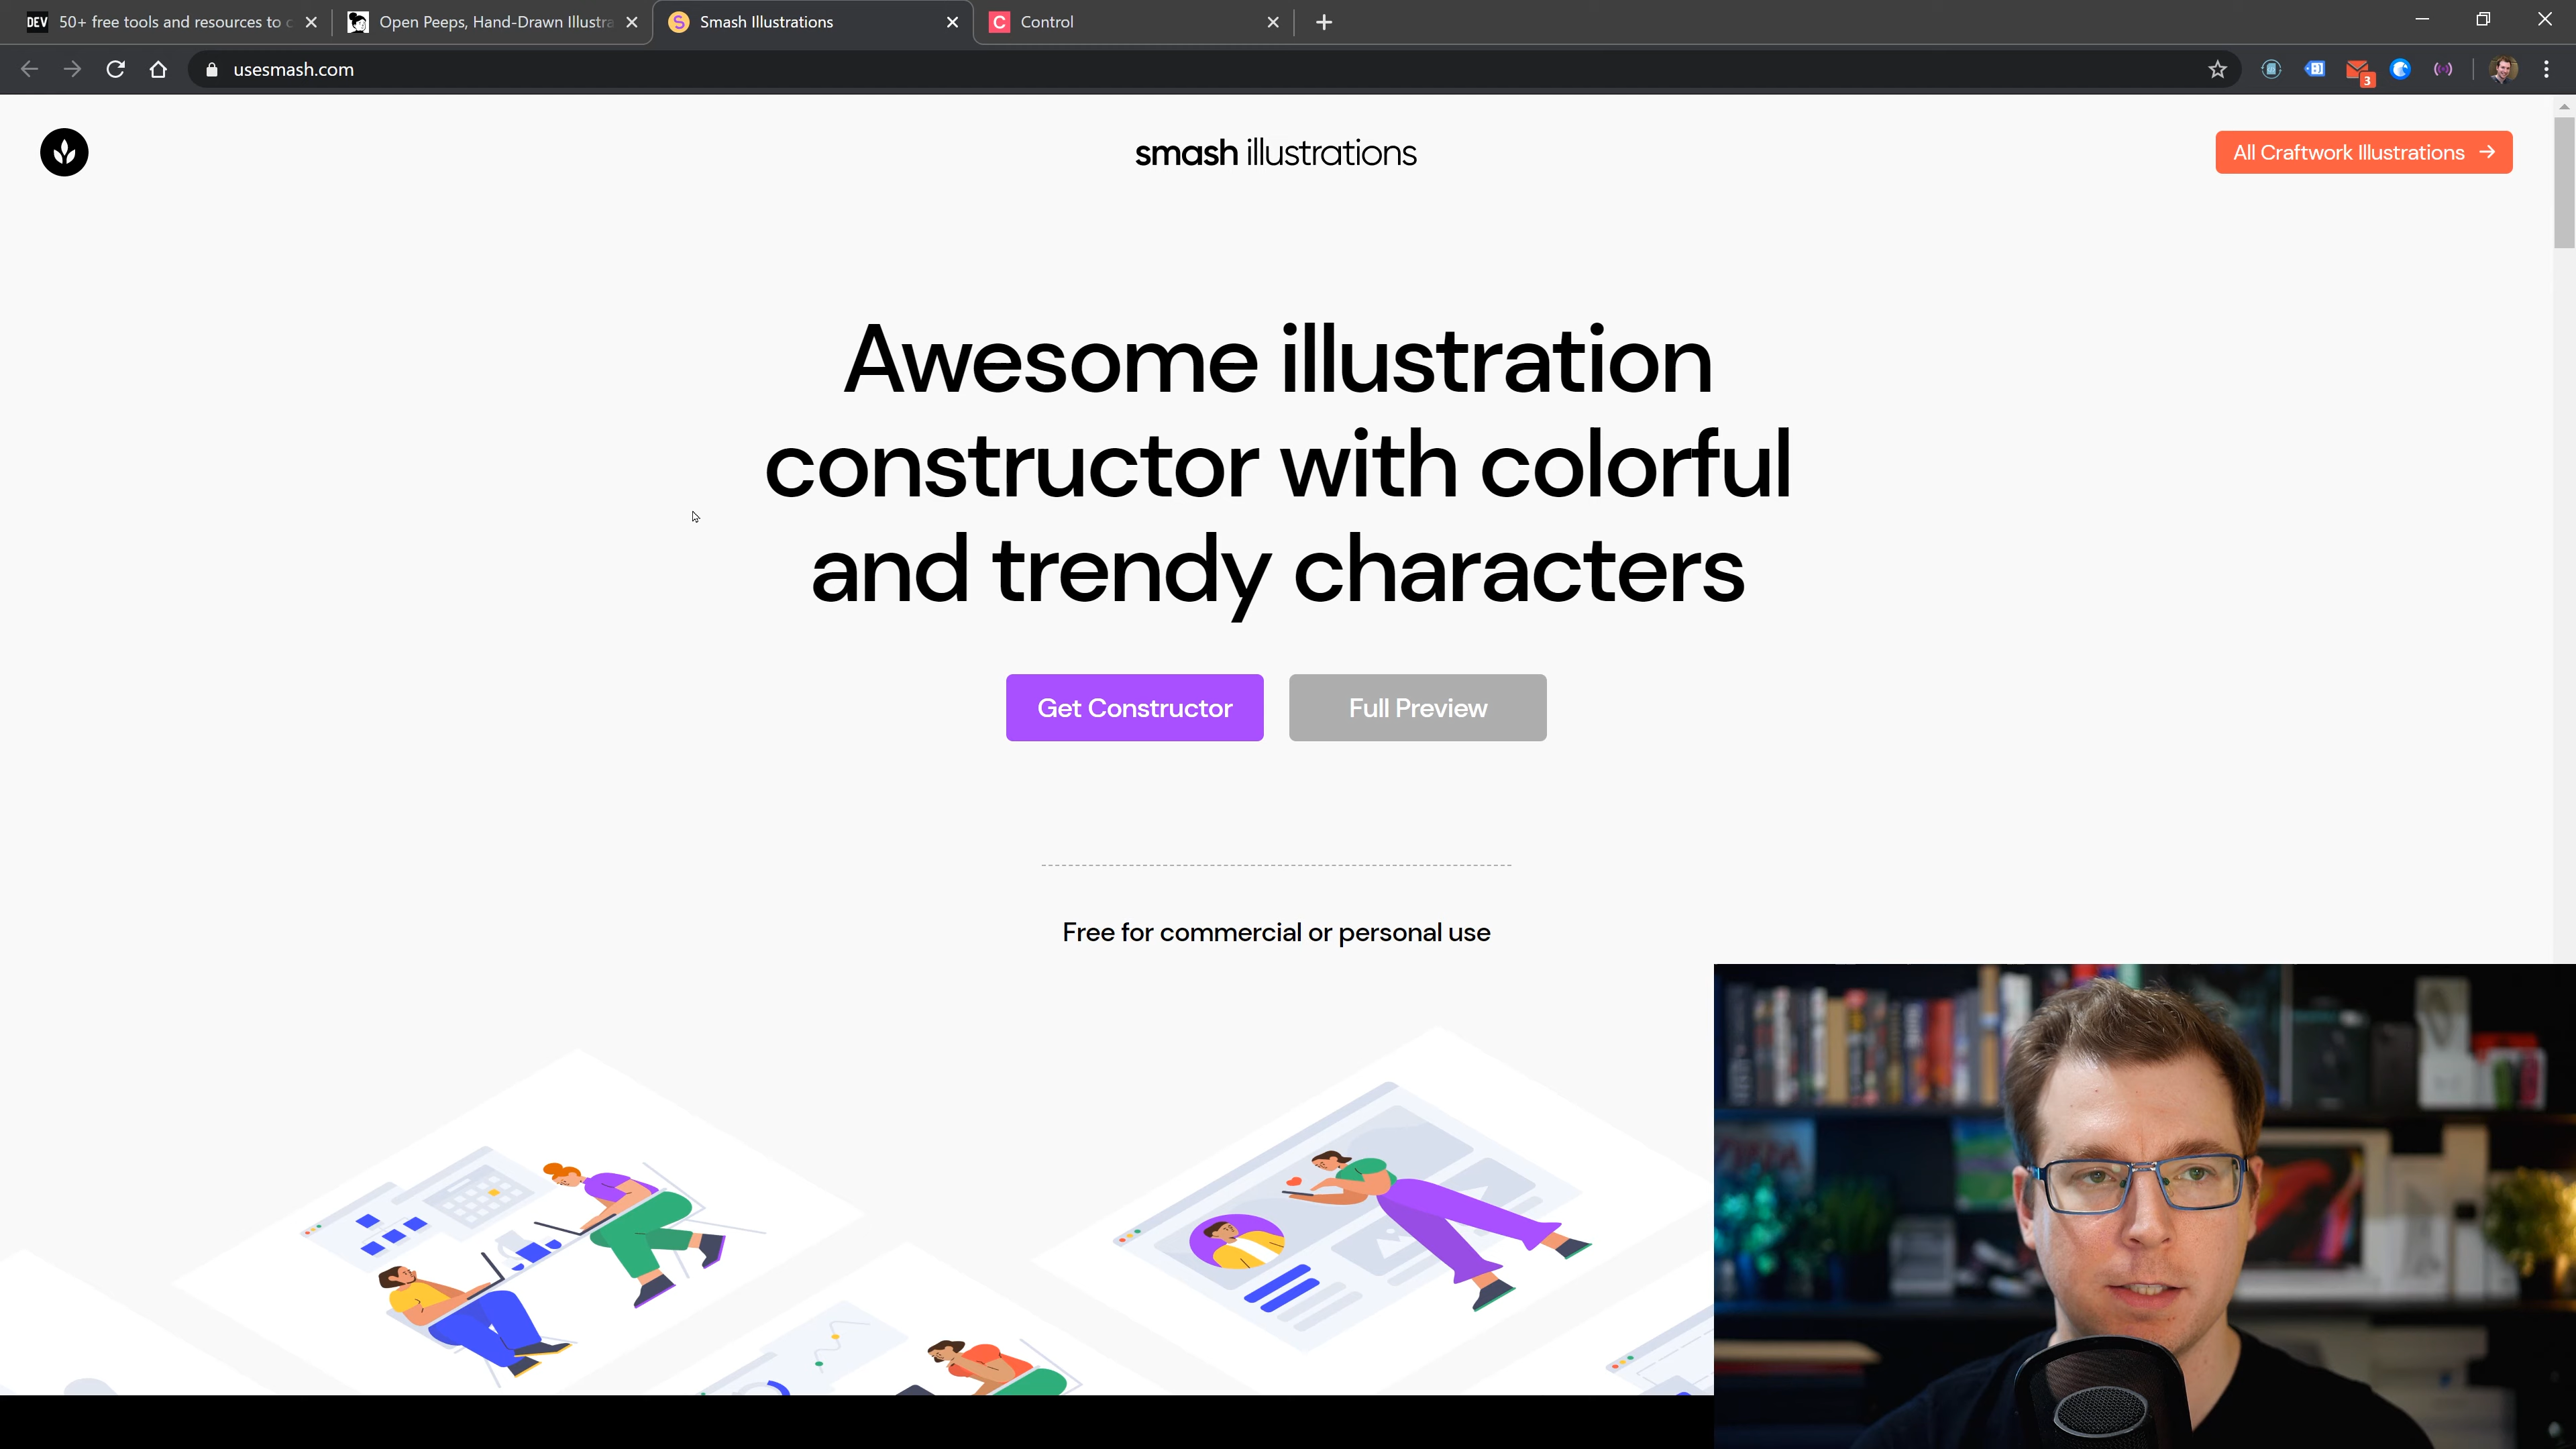 DEV 50+ free tools and resources to c
Open Peeps, Hand-Drawn Illustra
S Smash Illustrations
C Control
usesmash.com
3
smash illustrations
All Craftwork Illustrations →
Awesome illustration
constructor with colorful
and trendy characters
Get Constructor
Full Preview
Free for commercial or personal use